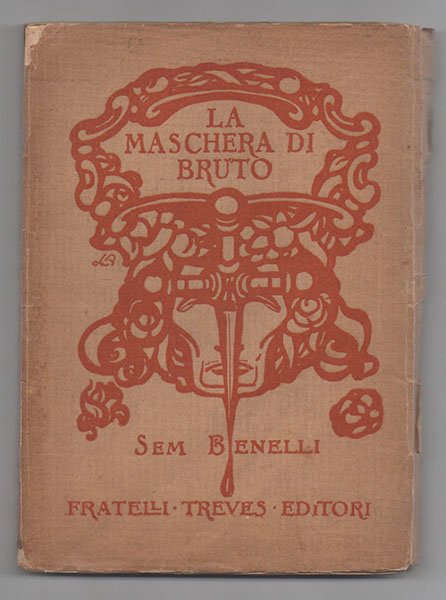 LA
MASCHERA DI
BRUTO
SEM BENELLI
FRATELLI · TREVES · EDITORI